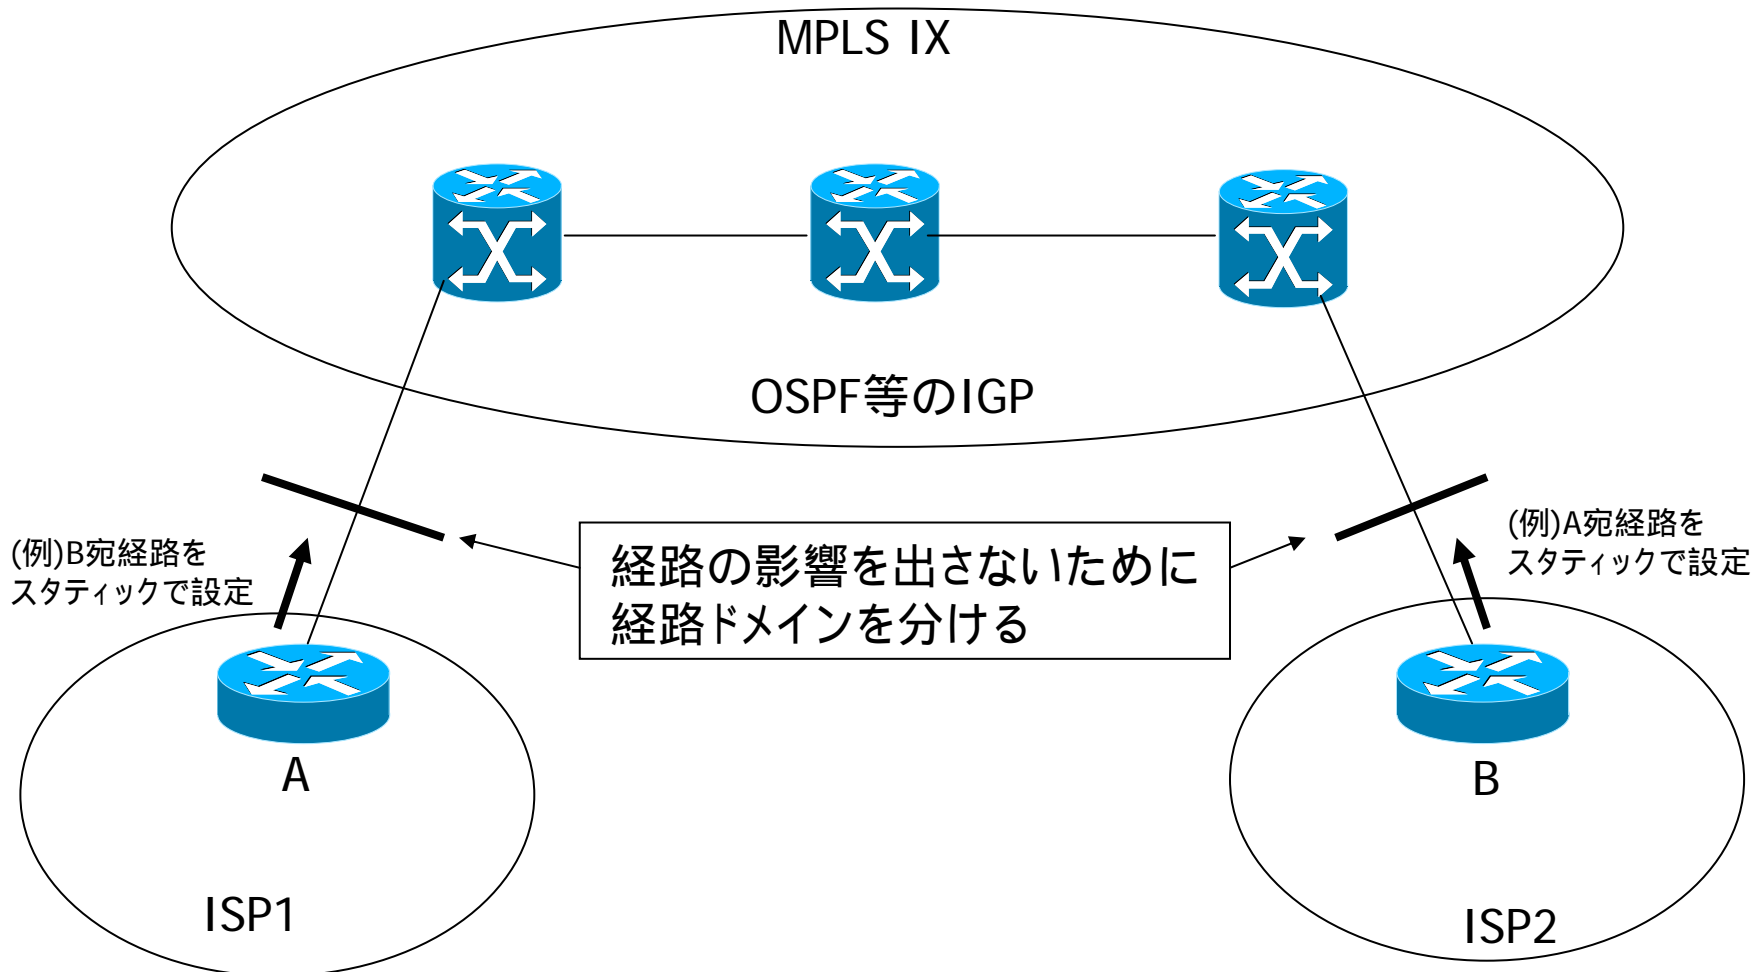 MPLS IX
OSPF等のIGP
(例)B宛経路を
スタティックで設定
経路の影響を出さないために
経路ドメインを分ける
(例)A宛経路を
スタティックで設定
A
B
ISP1
ISP2